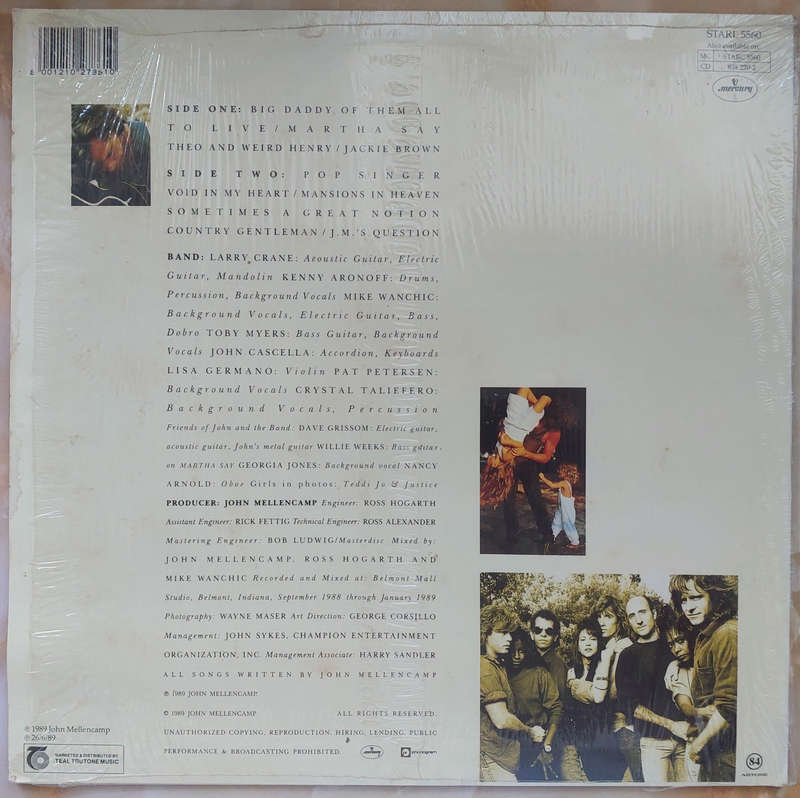 STARL 5560
Also available on:
MC STARC 5560
CD 838 220-2
mercury
SIDE ONE: BIG DADDY OF THEM ALL
TO LIVE / MARTHA SAY
THEO AND WEIRD HENRY / JACKIE BROWN
SIDE TWO: POP SINGER
VOID IN MY HEART / MANSIONS IN HEAVEN
SOMETIMES A GREAT NOTION
COUNTRY GENTLEMAN / J.M.'S QUESTION
BAND: LARRY CRANE: Acoustic Guitar, Electric
Guitar, Mandolin KENNY ARONOFF: Drums,
Percussion, Background Vocals MIKE WANCHIC:
Background Vocals, Electric Guitar, Bass,
Dobro TOBY MYERS: Bass Guitar, Background
Vocals JOHN CASCELLA: Accordion, Keyboards
LISA GERMANO: Violin PAT PETERSEN:
Background Vocals CRYSTAL TALIEFERO:
Background Vocals, Percussion
Friends of John and the Band: DAVE GRISSOM: Electric guitar,
acoustic guitar, John's metal guitar WILLIE WEEKS: Bass guitar
on MARTHA SAY GEORGIA JONES: Background vocal NANCY
ARNOLD: Oboe Girls in photos: Teddi Jo & Justice
PRODUCER: JOHN MELLENCAMP Engineer: ROSS HOGARTH
Assistant Engineer: RICK FETTIG Technical Engineer: ROSS ALEXANDER
Mastering Engineer: BOB LUDWIG/Masterdisc Mixed by:
JOHN MELLENCAMP, ROSS HOGARTH AND
MIKE WANCHIC Recorded and Mixed at: Belmont Mall
Studio, Belmont, Indiana, September 1988 through January 1989
Photography: WAYNE MASER Art Direction: GEORGE CORSILLO
Management: JOHN SYKES, CHAMPION ENTERTAINMENT
ORGANIZATION, INC. Management Associate: HARRY SANDLER
ALL SONGS WRITTEN BY JOHN MELLENCAMP
℗ 1989 JOHN MELLENCAMP
© 1989 JOHN MELLENCAMP ALL RIGHTS RESERVED.
UNAUTHORIZED COPYING, REPRODUCTION, HIRING, LENDING, PUBLIC
PERFORMANCE & BROADCASTING PROHIBITED.
mercury phonogram
℗ 1989 John Mellencamp
℗ 26/6/89
MARKETED & DISTRIBUTED BY
TEAL TRUTONE MUSIC
84